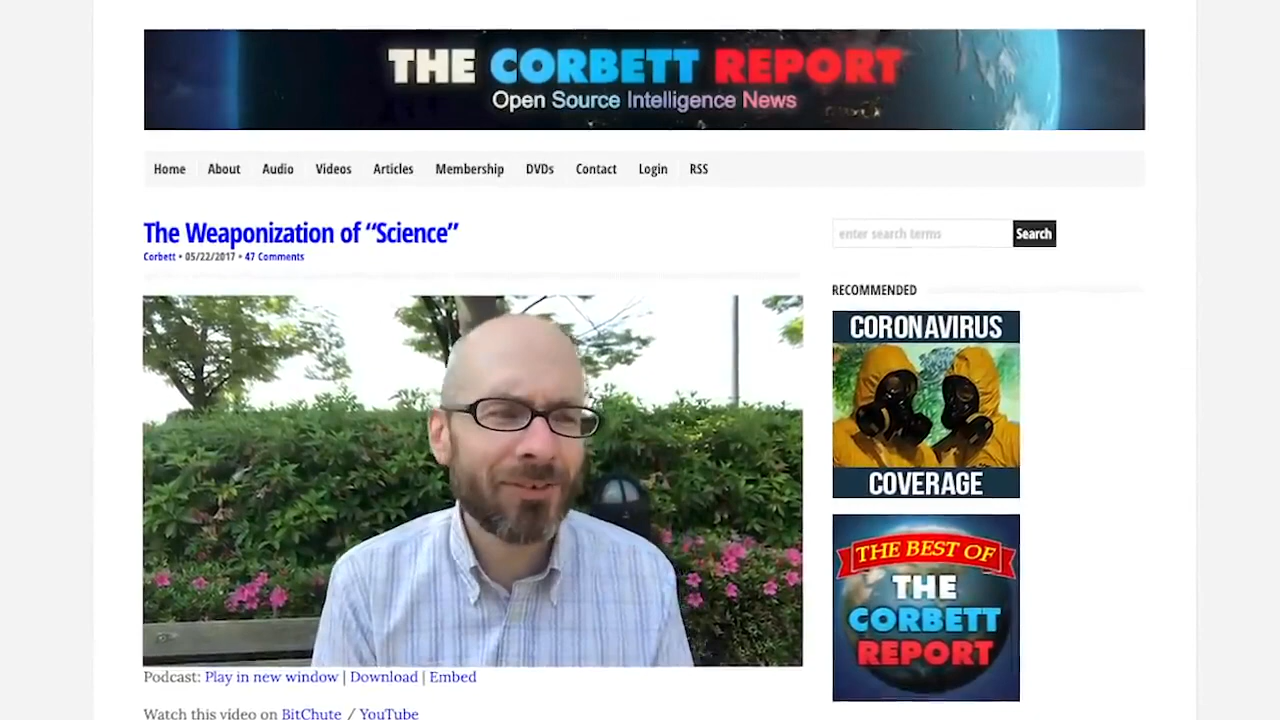 THE CORBETT REPORT
Open Source Intelligence News
Home About Audio Videos Articles Membership DVDs Contact Login RSS
The Weaponization of “Science”
Corbett • 05/22/2017 • 47 Comments
enter search terms Search
RECOMMENDED
CORONAVIRUS
COVERAGE
THE BEST OF
THE
CORBETT
REPORT
Podcast: Play in new window | Download | Embed
Watch this video on BitChute / YouTube